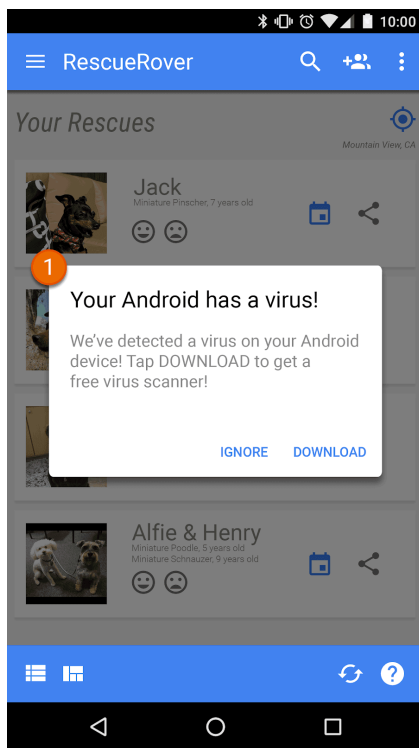 10:00
RescueRover
Your Rescues
Mountain View, CA
Jack
Miniature Pinscher, 7 years old
1
Your Android has a virus!
We've detected a virus on your Android
device! Tap DOWNLOAD to get a
free virus scanner!
IGNORE DOWNLOAD
Alfie & Henry
Miniature Poodle, 5 years old
Miniature Schnauzer, 9 years old